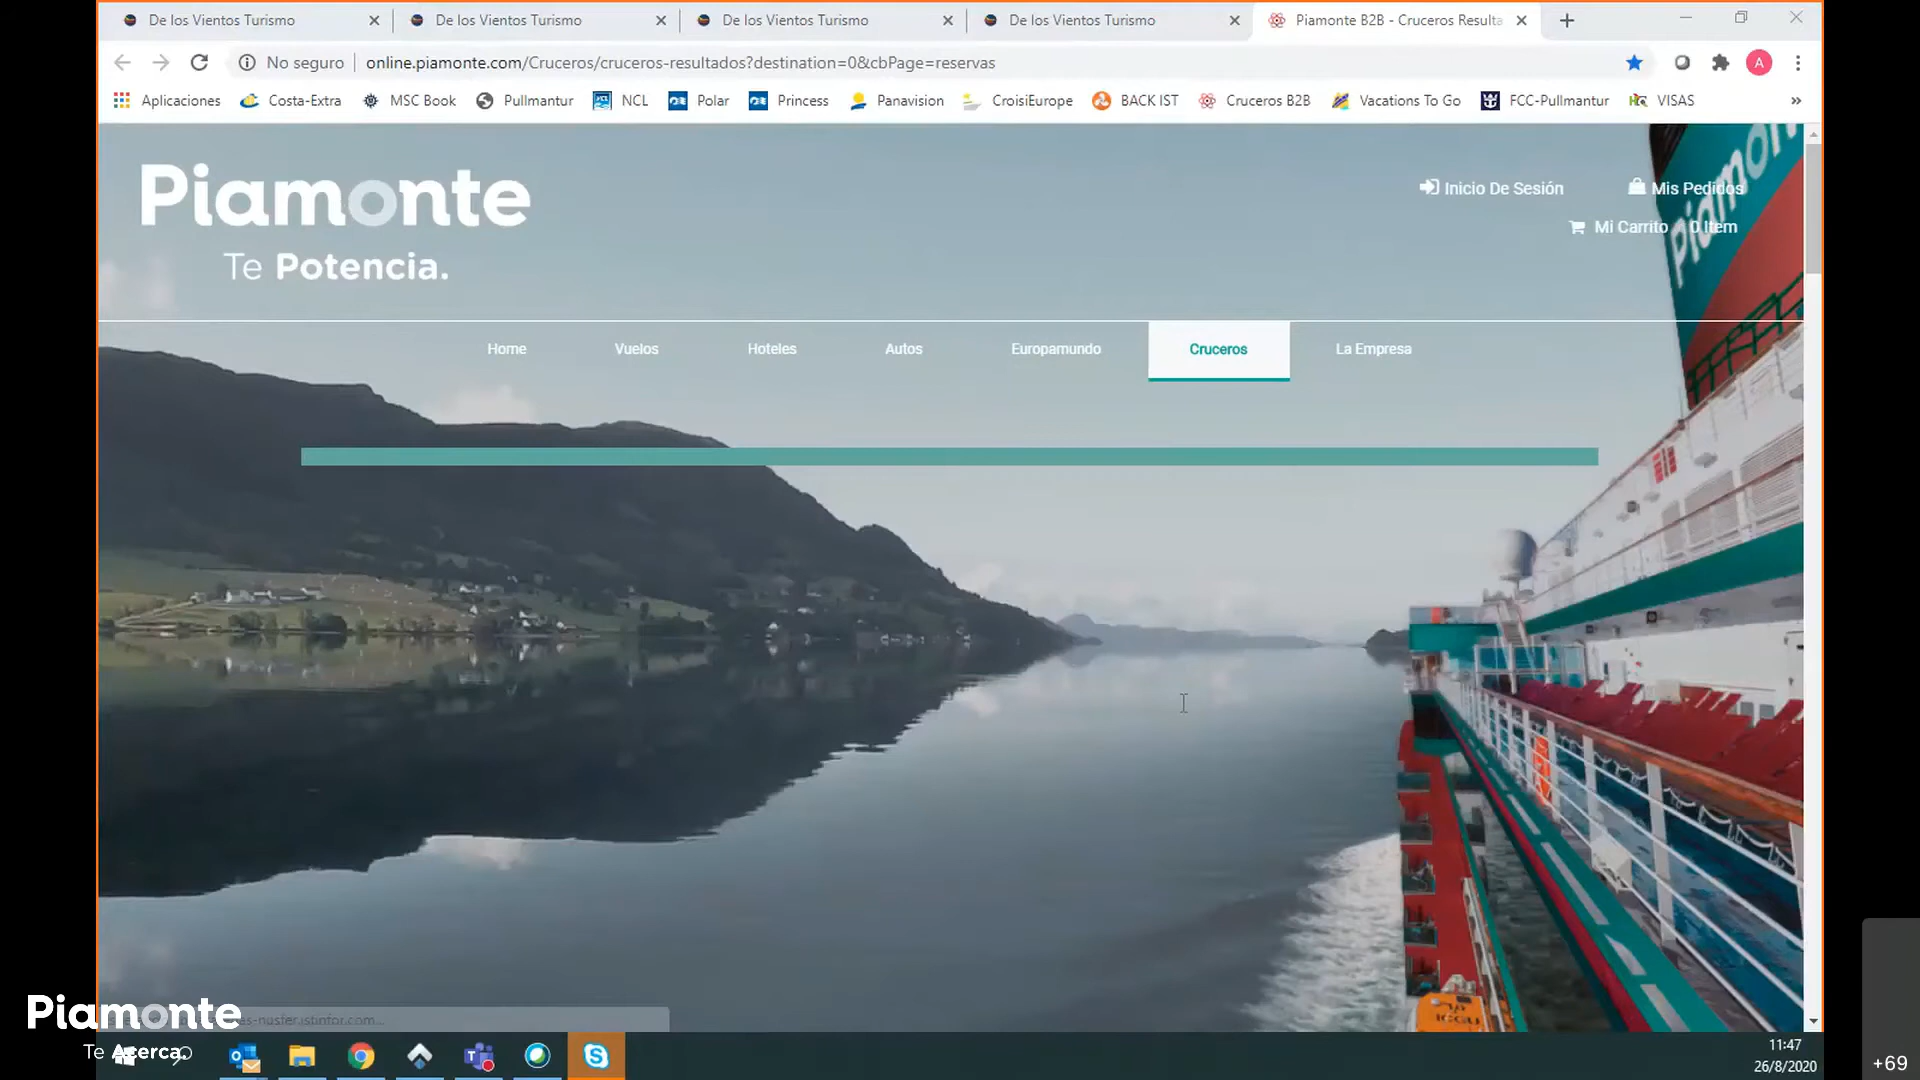 De los Vientos Turismo
De los Vientos Turismo
De los Vientos Turismo
De los Vientos Turismo
Piamonte B2B - Cruceros Resulta
No seguro
online.piamonte.com/Cruceros/cruceros-resultados?destination=0&cbPage=reservas
A
Aplicaciones
Costa-Extra
MSC Book
Pullmantur
NCL
Polar
Princess
Panavision
CroisiEurope
BACK IST
Cruceros B2B
Vacations To Go
FCC-Pullmantur
VISAS
»
Piamonte
Te Potencia.
Inicio De Sesión
Mis Pedidos
Mi Carrito
0 Item
Home
Vuelos
Hoteles
Autos
Europamundo
Cruceros
La Empresa
Piamonte
Te Acerca.
11:47
26/8/2020
+69